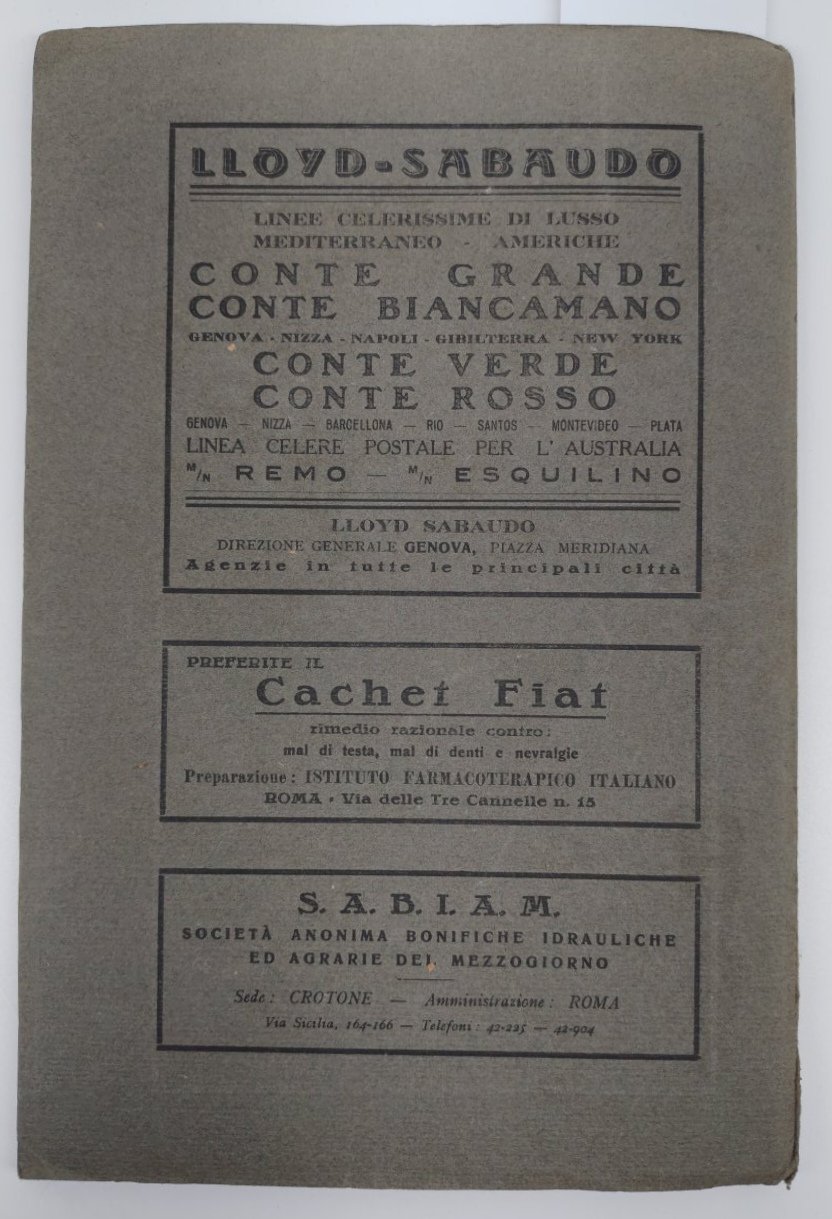 LLOYD-SABAUDO
LINEE CELERISSIME DI LUSSO
MEDITERRANEO - AMERICHE
CONTE GRANDE
CONTE BIANCAMANO
GENOVA - NIZZA - NAPOLI - GIBILTERRA - NEW YORK
CONTE VERDE
CONTE ROSSO
GENOVA — NIZZA — BARCELLONA — RIO — SANTOS — MONTEVIDEO — PLATA
LINEA CELERE POSTALE PER L' AUSTRALIA
M/N REMO — M/N ESQUILINO
LLOYD SABAUDO
DIREZIONE GENERALE GENOVA, PIAZZA MERIDIANA
Agenzie in tutte le principali città
PREFERITE IL
Cachet Fiat
rimedio razionale contro:
mal di testa, mal di denti e nevralgie
Preparazione: ISTITUTO FARMACOTERAPICO ITALIANO
ROMA - Via delle Tre Cannelle n. 15
S. A. B. I. A. M.
SOCIETÀ ANONIMA BONIFICHE IDRAULICHE
ED AGRARIE DEL MEZZOGIORNO
Sede: CROTONE — Amministrazione: ROMA
Via Sicilia, 164-166 — Telefoni: 42-225 — 42-904